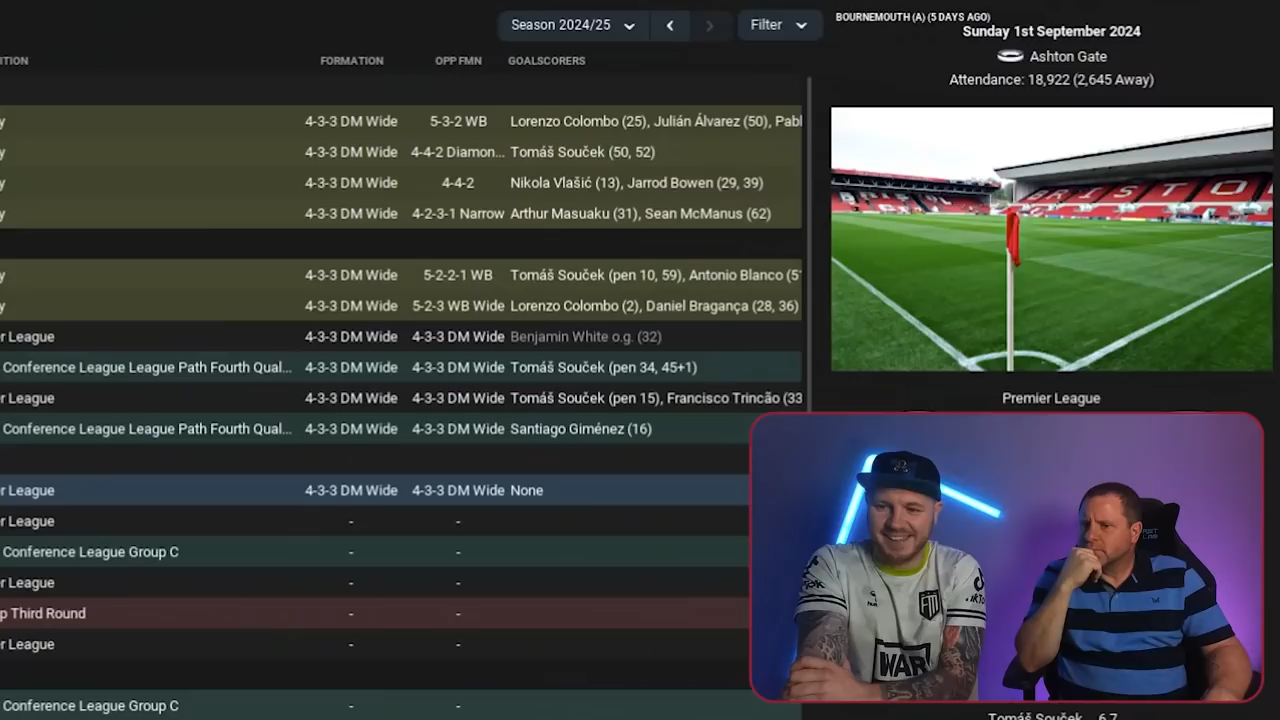 Season 2024/25
Filter
BOURNEMOUTH (A) (5 DAYS AGO)
Sunday 1st September 2024
Ashton Gate
Attendance: 18,922 (2,645 Away)
ITION FORMATION OPP FMN GOALSCORERS
y 4-3-3 DM Wide 5-3-2 WB Lorenzo Colombo (25), Julián Álvarez (50), Pabl
y 4-3-3 DM Wide 4-4-2 Diamon... Tomáš Souček (50, 52)
y 4-3-3 DM Wide 4-4-2 Nikola Vlašić (13), Jarrod Bowen (29, 39)
y 4-3-3 DM Wide 4-2-3-1 Narrow Arthur Masuaku (31), Sean McManus (62)
y 4-3-3 DM Wide 5-2-2-1 WB Tomáš Souček (pen 10, 59), Antonio Blanco (5
y 4-3-3 DM Wide 5-2-3 WB Wide Lorenzo Colombo (2), Daniel Bragança (28, 36)
r League 4-3-3 DM Wide 4-3-3 DM Wide Benjamin White o.g. (32)
Conference League League Path Fourth Qual... 4-3-3 DM Wide 4-3-3 DM Wide Tomáš Souček (pen 34, 45+1)
r League 4-3-3 DM Wide 4-3-3 DM Wide Tomáš Souček (pen 15), Francisco Trincão (33
Conference League League Path Fourth Qual... 4-3-3 DM Wide 4-3-3 DM Wide Santiago Giménez (16)
r League 4-3-3 DM Wide 4-3-3 DM Wide None
r League - -
Conference League Group C - -
r League - -
p Third Round - -
r League - -
Conference League Group C - -
BRISTO
Premier League
WAR
Tomáš Souček 6.7